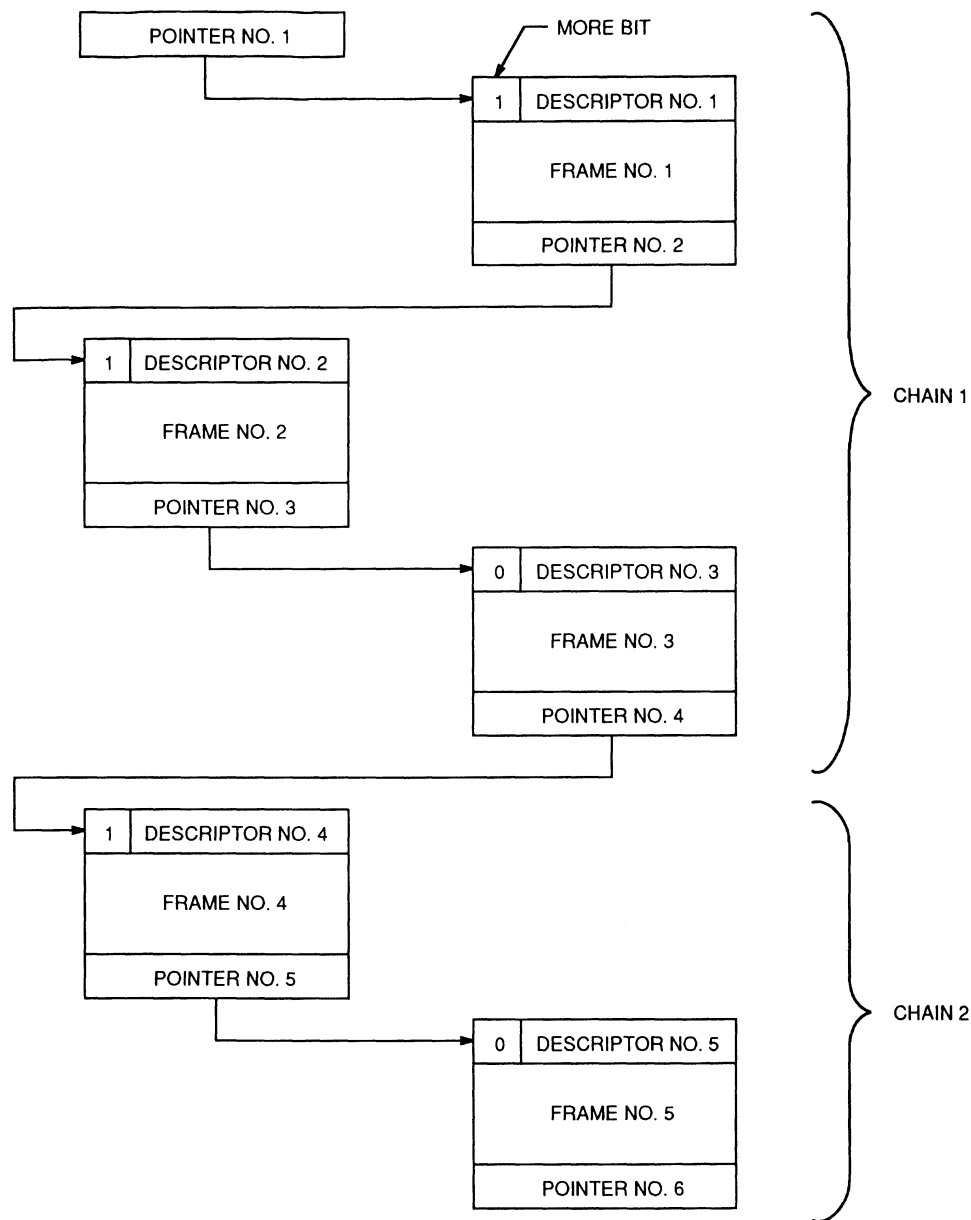 POINTER NO. 1
MORE BIT
1 DESCRIPTOR NO. 1
FRAME NO. 1
POINTER NO. 2
1 DESCRIPTOR NO. 2
FRAME NO. 2
POINTER NO. 3
CHAIN 1
0 DESCRIPTOR NO. 3
FRAME NO. 3
POINTER NO. 4
1 DESCRIPTOR NO. 4
FRAME NO. 4
POINTER NO. 5
CHAIN 2
0 DESCRIPTOR NO. 5
FRAME NO. 5
POINTER NO. 6